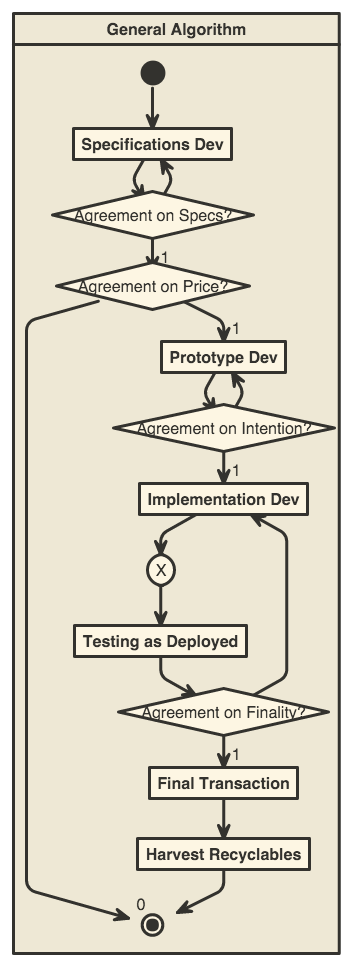 General Algorithm
Specifications Dev
Agreement on Specs?
1
Agreement on Price?
1
Prototype Dev
Agreement on Intention?
1
Implementation Dev
X
Testing as Deployed
Agreement on Finality?
1
Final Transaction
Harvest Recyclables
0